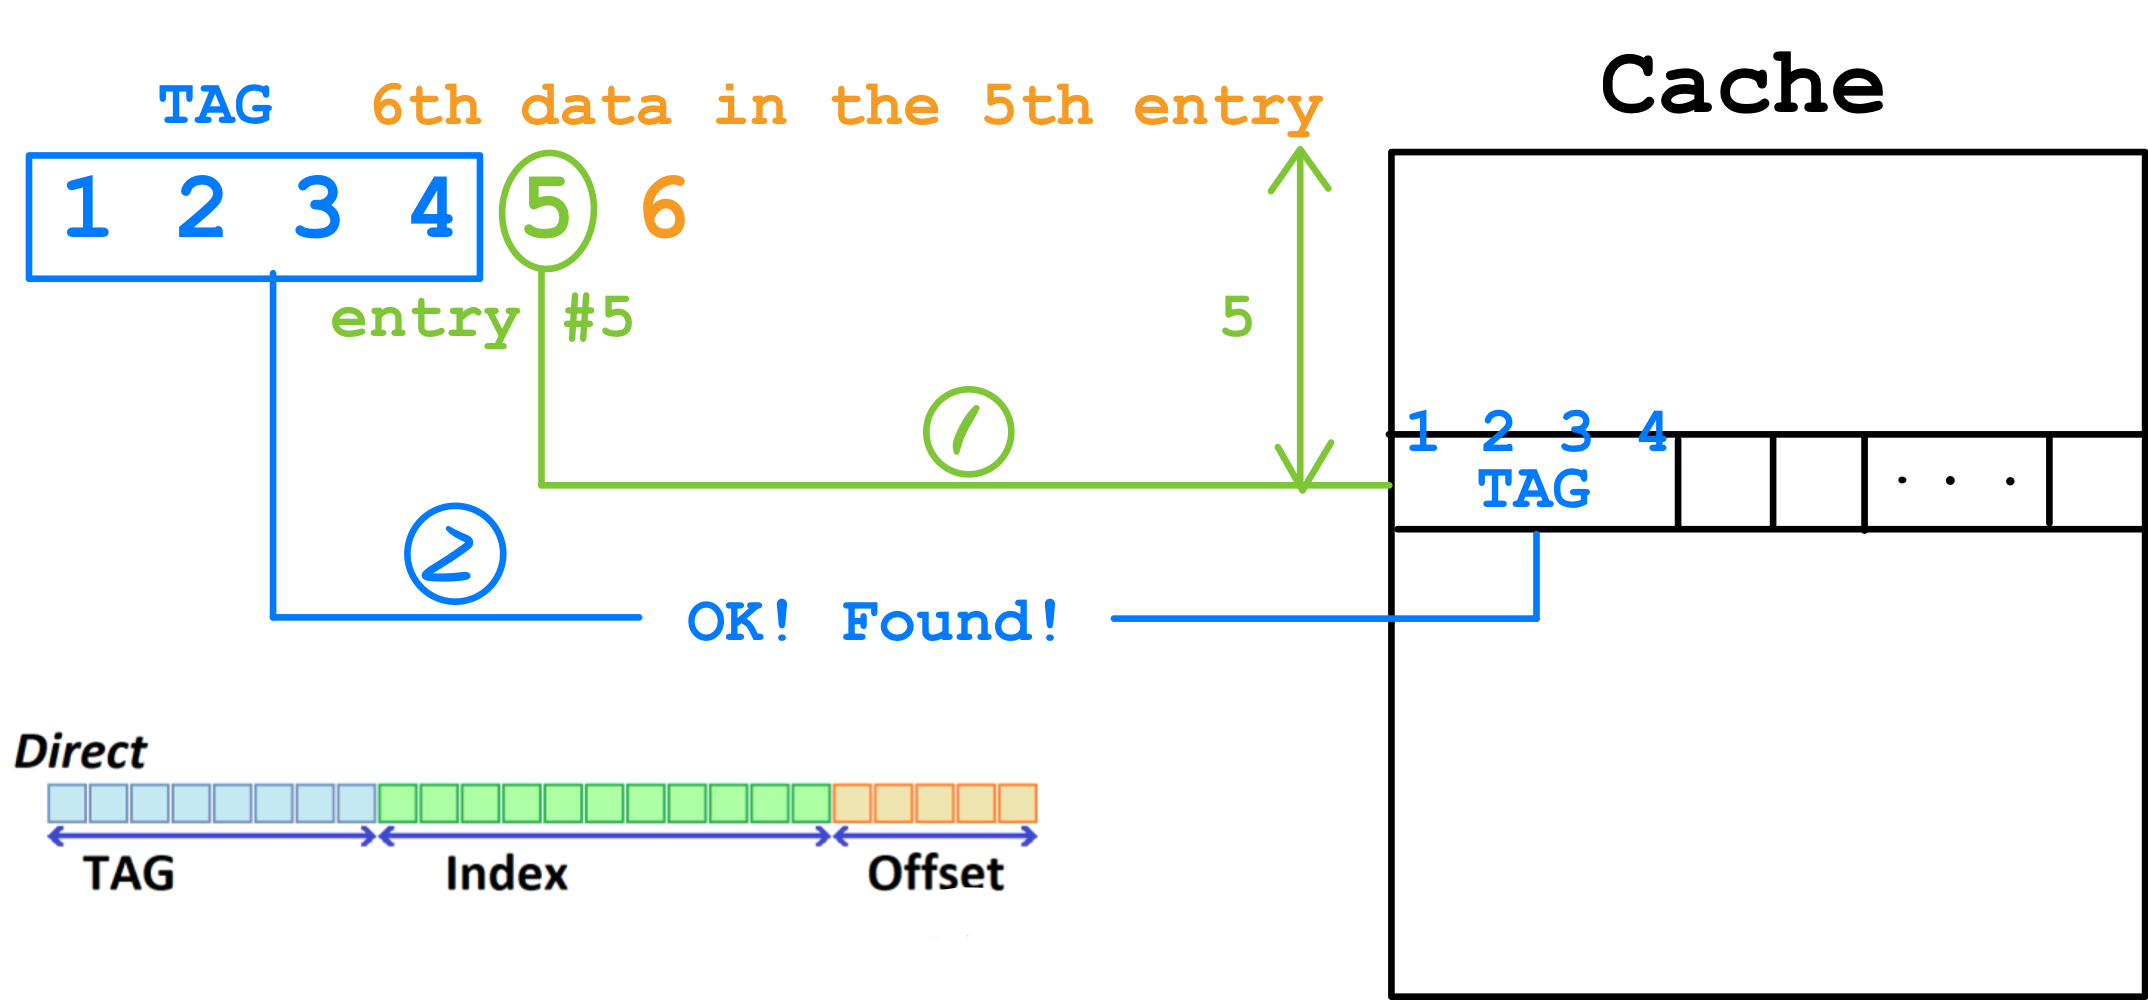 Cache
TAG 6th data in the 5th entry
1 2 3 4 5 6
entry #5
5
1
1 2 3 4
TAG . . .
2
OK! Found!
Direct
TAG Index Offset